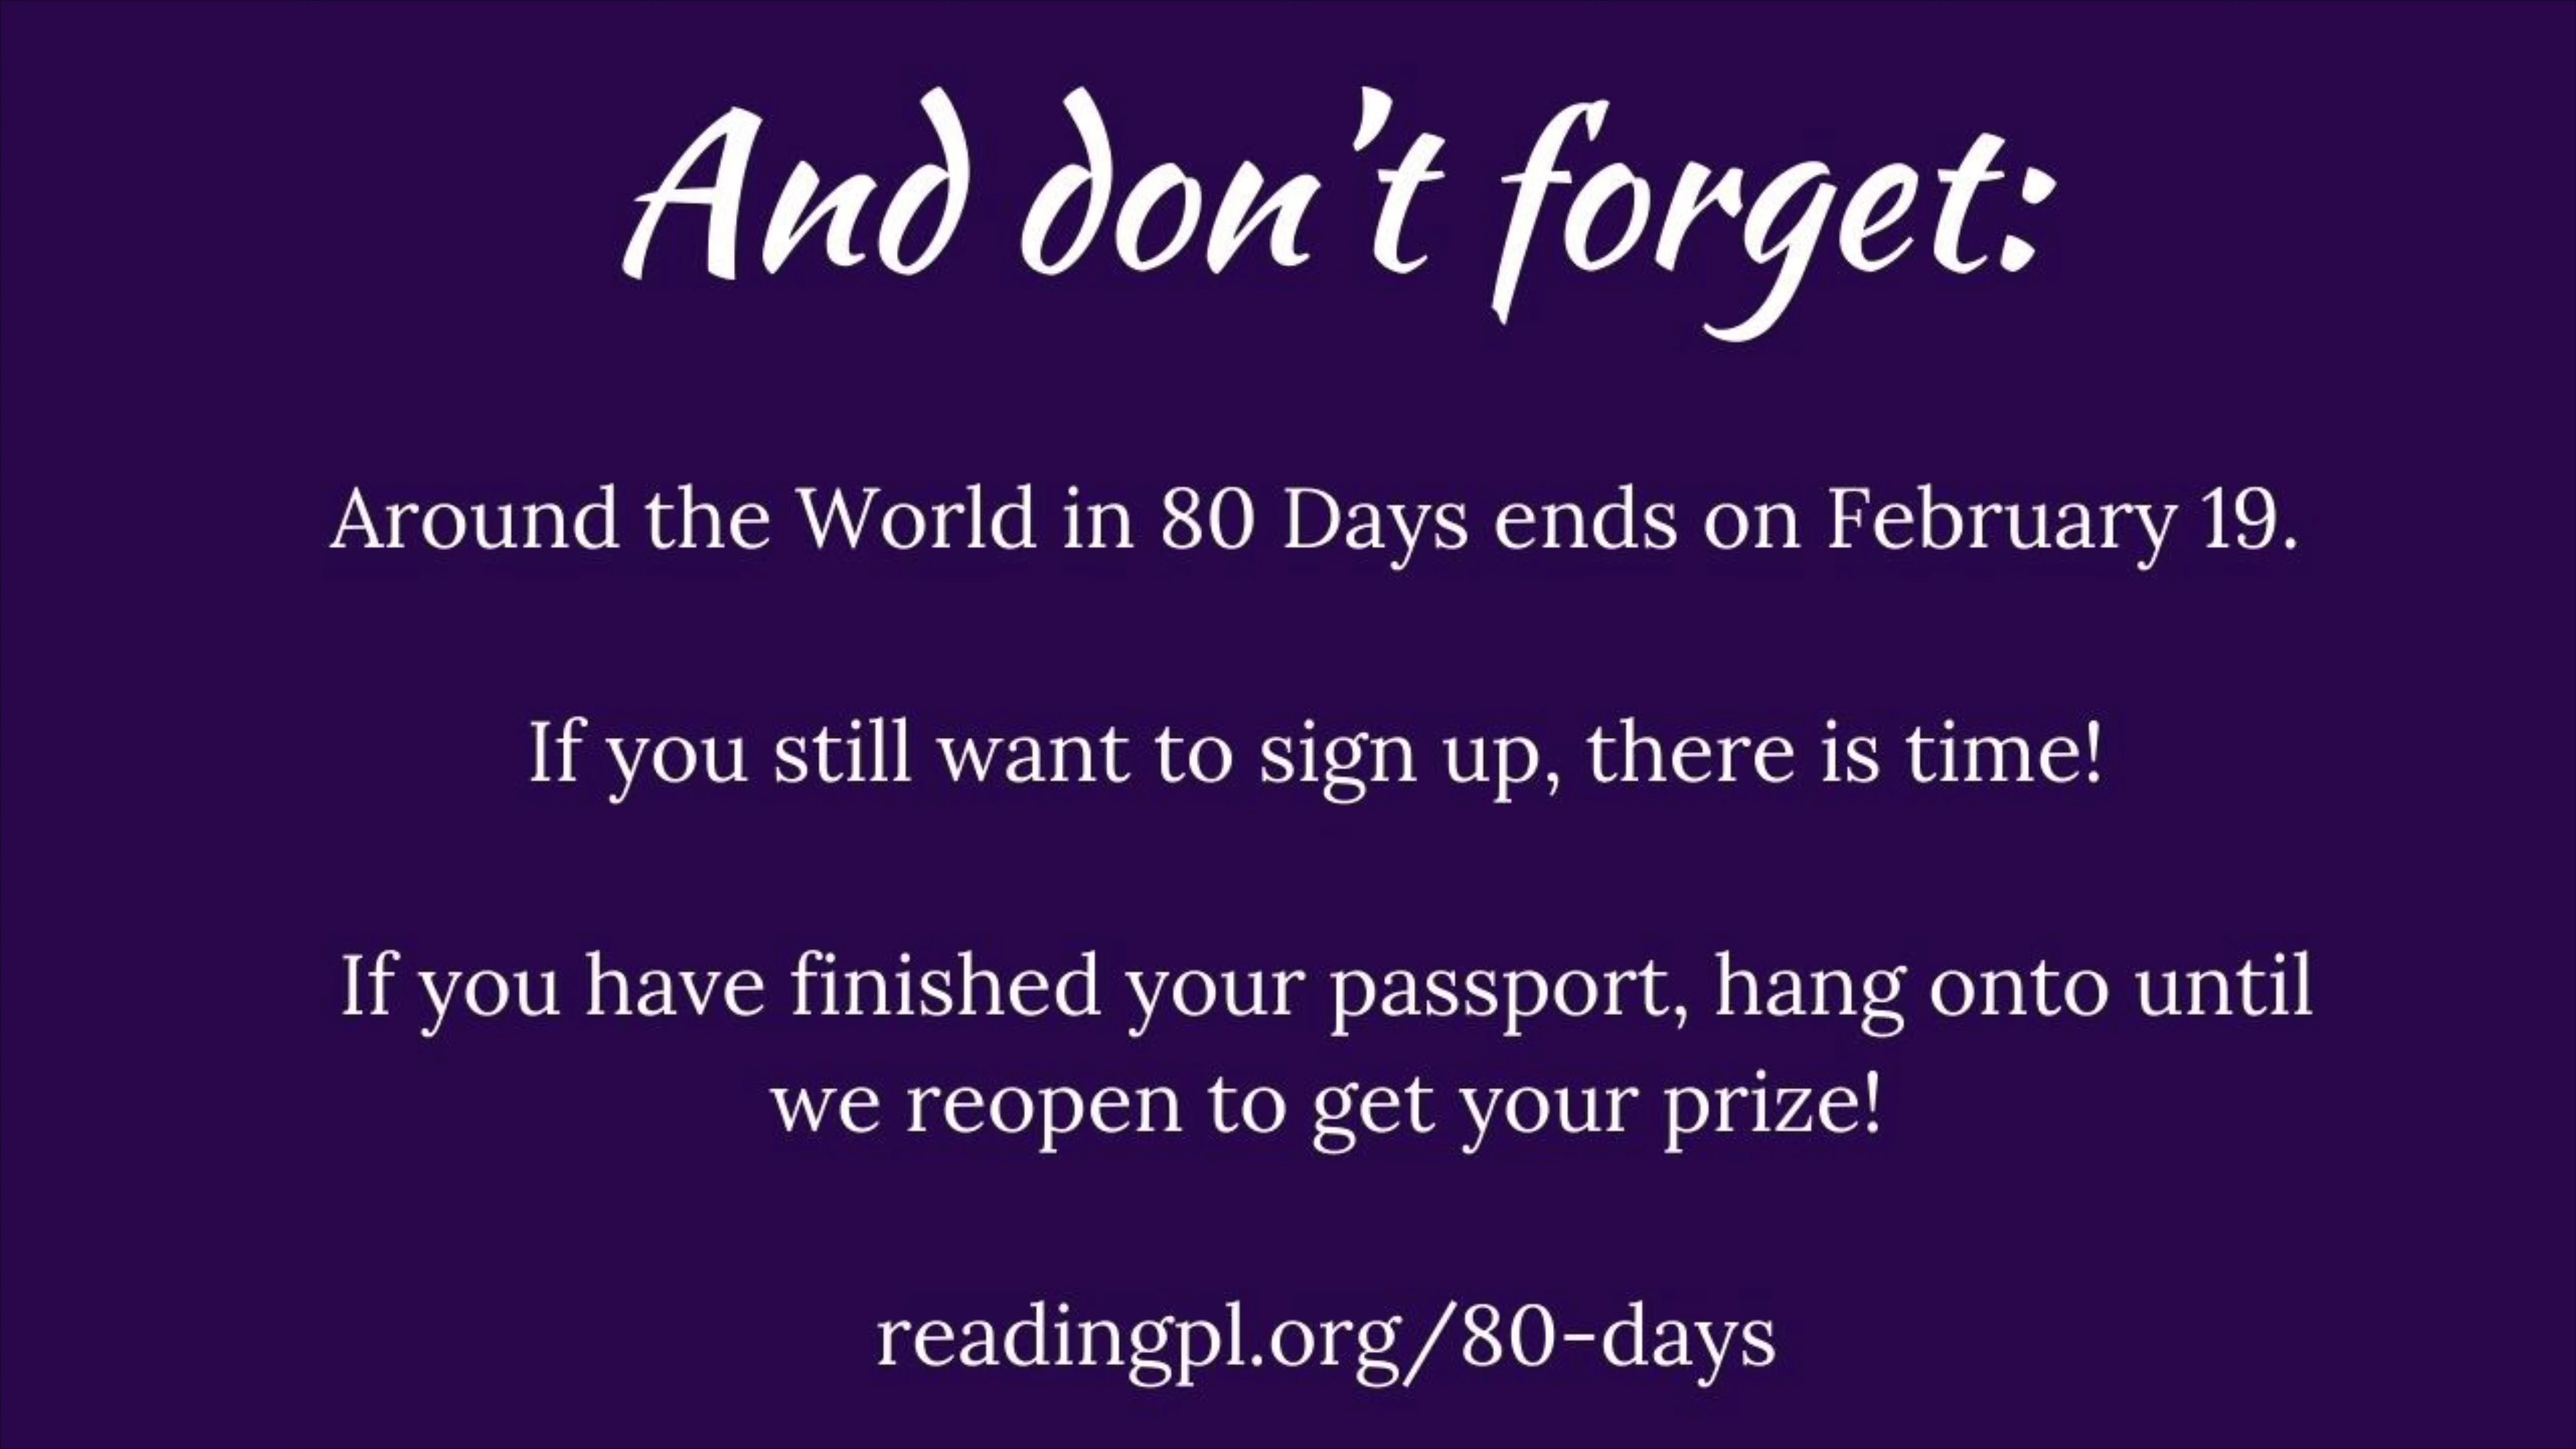 And don't forget:
Around the World in 80 Days ends on February 19.
If you still want to sign up, there is time!
If you have finished your passport, hang onto until
we reopen to get your prize!
readingpl.org/80-days